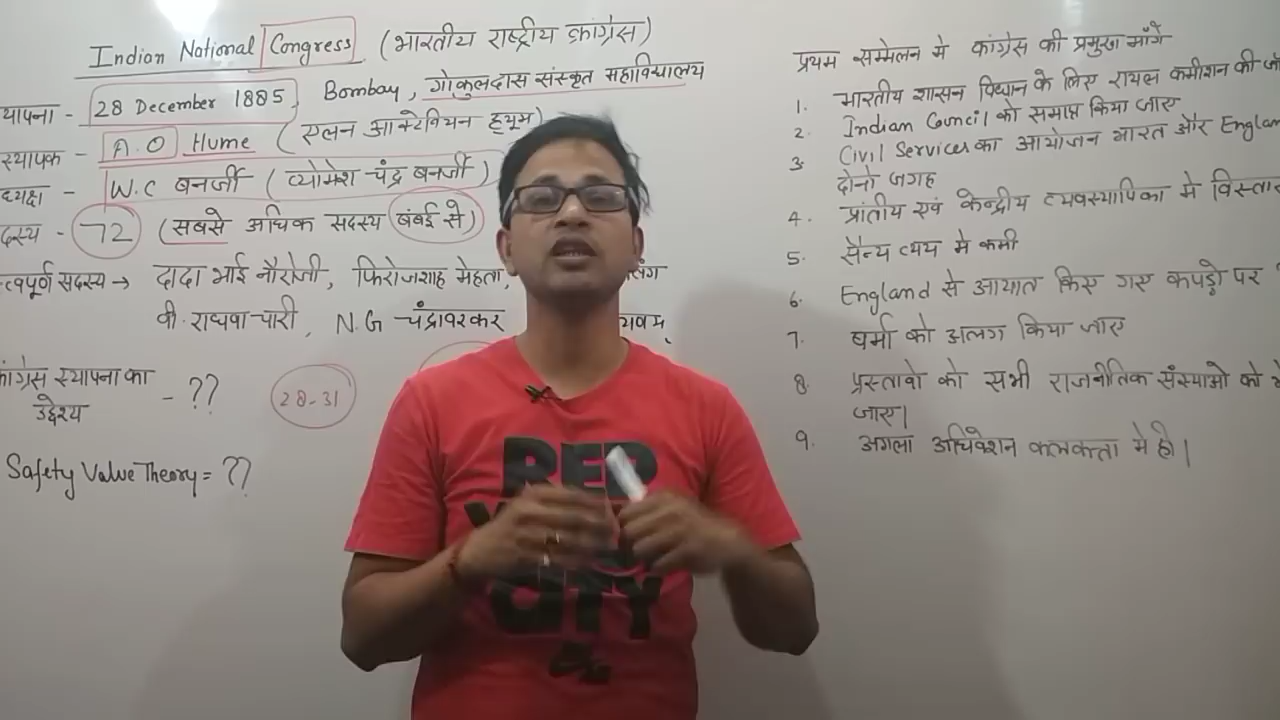 Indian National Congress (भारतीय राष्ट्रीय कांग्रेस)
थापना - 28 December 1885, Bombay, गोकुलदास संस्कृत महाविद्यालय
स्थापक - A.O Hume (एलन आक्टेवियन ह्यूम)
ध्यक्ष - W.C बनर्जी (व्योमेश चंद्र बनर्जी)
दस्य - 72 (सबसे अधिक सदस्य बंबई से)
त्वपूर्ण सदस्य → दादा भाई नौरोजी, फिरोजशाह मेहता,
वी. राघवाचारी, N.G चंद्रावरकर
कांग्रेस स्थापना का - ??
उद्देश्य
28-31
Safety Valve Theory = ??
प्रथम सम्मेलन मे कांग्रेस की प्रमुख माँगे
1. भारतीय शासन विधान के लिए रायल कमीशन की
2. Indian Council को समाप्त किया जाए
3 Civil Services का आयोजन भारत और Englan
दोनो जगह
4. प्रांतीय एवं केन्द्रीय व्यवस्थापिका मे विस्ता
5. सैन्य व्यय मे कमी
6. England से आयात किए गए कपड़ो पर
7. बर्मा को अलग किया जाए
8. प्रस्तावो को सभी राजनीतिक संस्थाओ को
जाए।
9. अगला अधिवेशन कलकत्ता मे हो।
RED
CITY